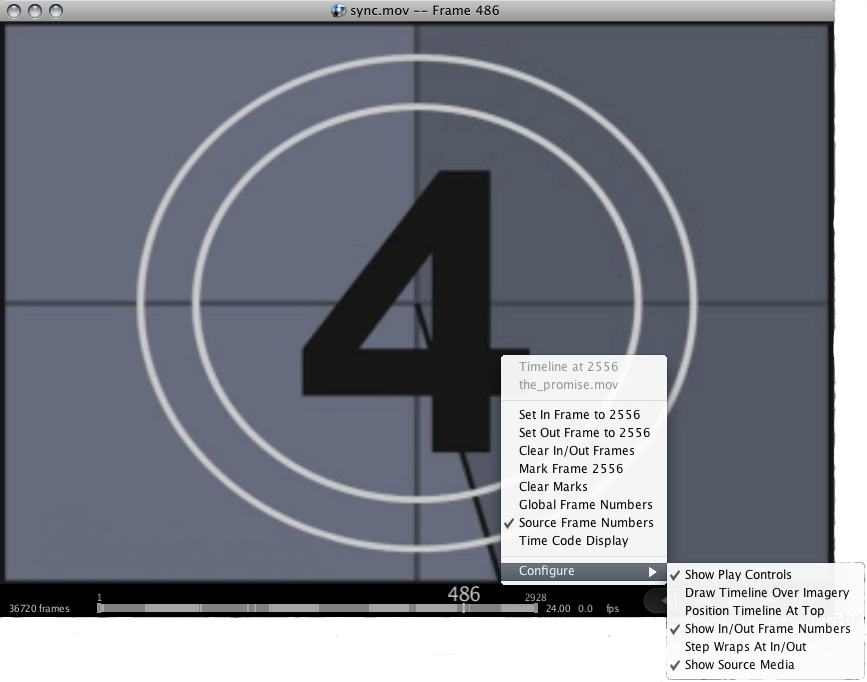 sync.mov -- Frame 486
4
Timeline at 2556
the_promise.mov
Set In Frame to 2556
Set Out Frame to 2556
Clear In/Out Frames
Mark Frame 2556
Clear Marks
Global Frame Numbers
Source Frame Numbers
Time Code Display
Configure
Show Play Controls
Draw Timeline Over Imagery
Position Timeline At Top
Show In/Out Frame Numbers
Step Wraps At In/Out
Show Source Media
36720 frames
1
486
2928
24.00 0.0 fps